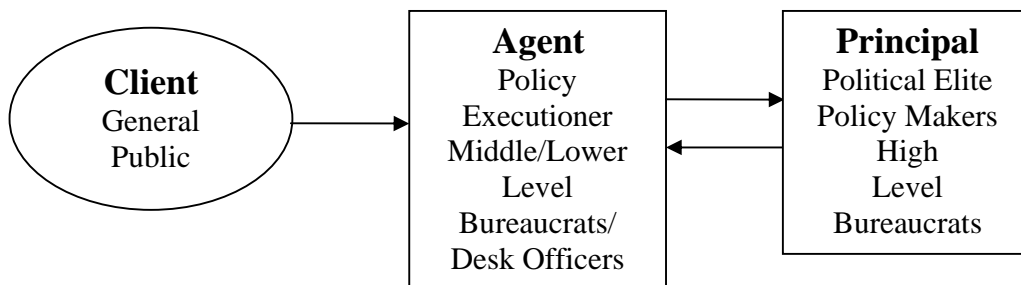 Client
General
Public
Agent
Policy
Executioner
Middle/Lower
Level
Bureaucrats/
Desk Officers
Principal
Political Elite
Policy Makers
High
Level
Bureaucrats